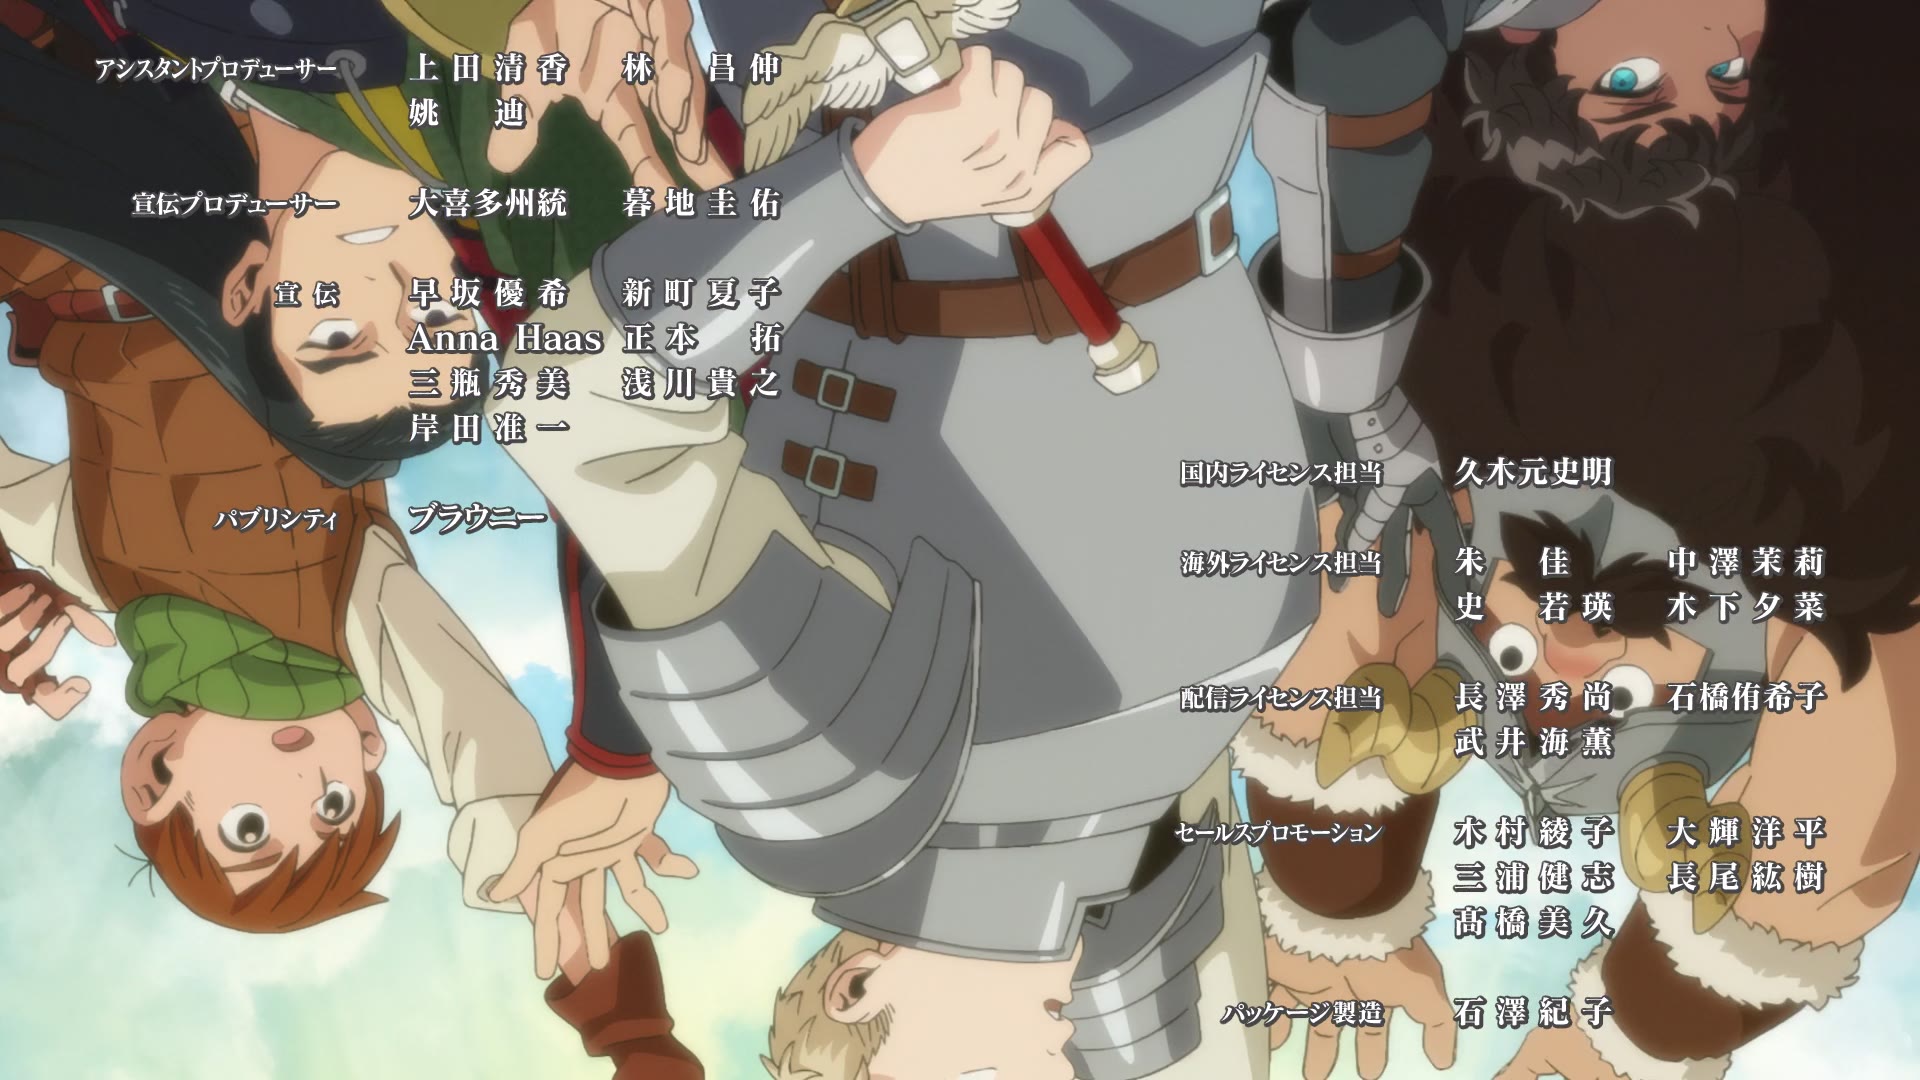 アシスタントプロデューサー 上田清香 林 昌伸
姚 迪
宣伝プロデューサー 大喜多州統 暮地圭佑
宣伝 早坂優希 新町夏子
Anna Haas 正本 拓
三瓶秀美 浅川貴之
岸田准一
パブリシティ ブラウニー
国内ライセンス担当 久木元史明
海外ライセンス担当 朱 佳 中澤茉莉
史 若瑛 木下夕菜
配信ライセンス担当 長澤秀尚 石橋侑希子
武井海薫
セールスプロモーション 木村綾子 大輝洋平
三浦健志 長尾紘樹
髙橋美久
パッケージ製造 石澤紀子